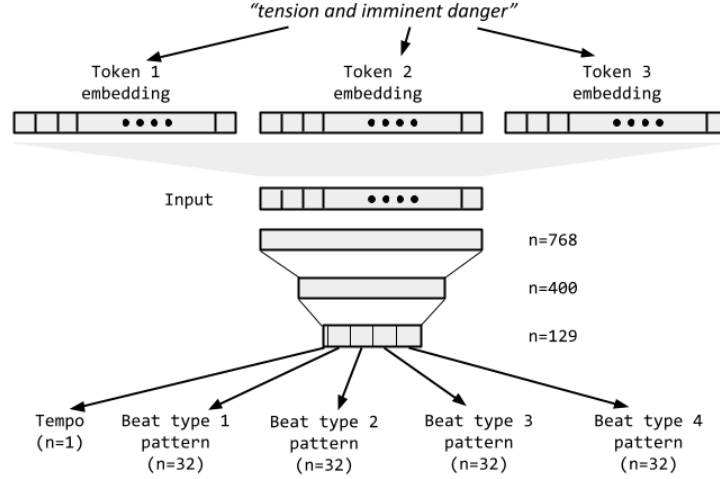 “tension and imminent danger”
Token 1 embedding
Token 2 embedding
Token 3 embedding
Input
n=768
n=400
n=129
Tempo
(n=1)
Beat type 1
pattern
(n=32)
Beat type 2
pattern
(n=32)
Beat type 3
pattern
(n=32)
Beat type 4
pattern
(n=32)